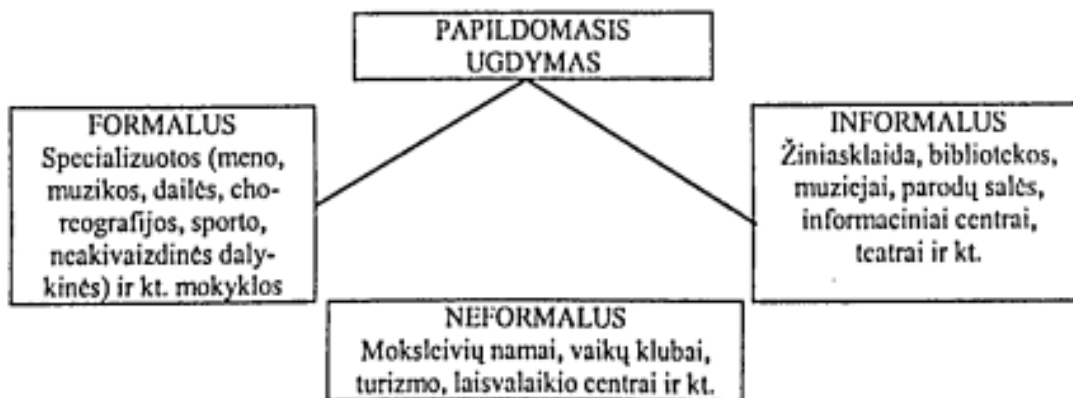 PAPILDOMASIS
UGDYMAS
FORMALUS
Specializuotos (meno,
muzikos, dailės, cho-
reografijos, sporto,
neakivaizdinės daly-
kinės) ir kt. mokyklos
INFORMALUS
Žiniasklaida, bibliotekos,
muziejai, parodų salės,
informaciniai centrai,
teatrai ir kt.
NEFORMALUS
Moksleivių namai, vaikų klubai,
turizmo, laisvalaikio centrai ir kt.